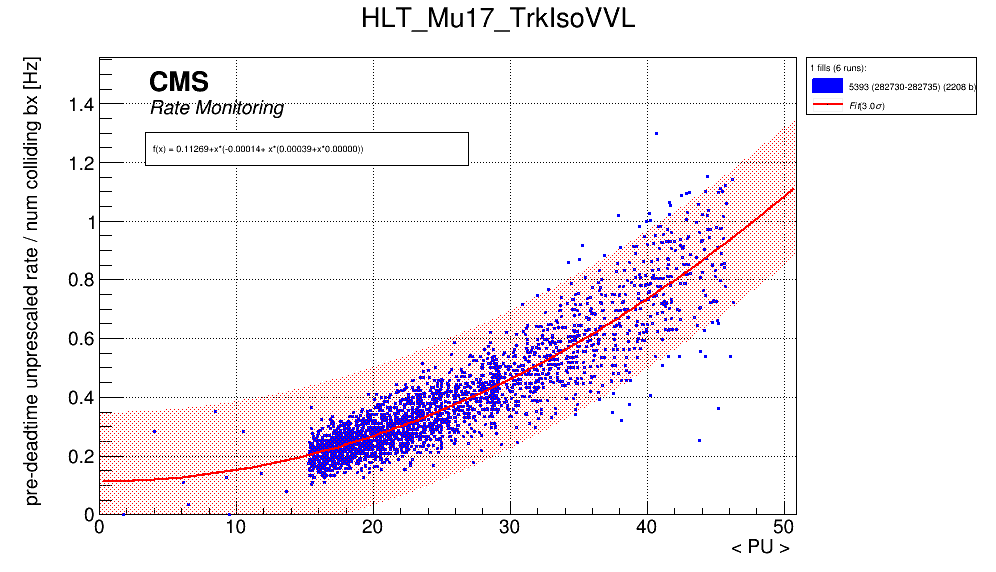 HLT_Mu17_TrkIsoVVL
pre-deadtime unprescaled rate / num colliding bx [Hz]
CMS
Rate Monitoring
f(x) = 0.11269+x*(-0.00014+ x*(0.00039+x*0.00000))
1 fills (6 runs):
5393 (282730-282735) (2208 b)
Fit(3.0σ)
1.4
1.2
1
0.8
0.6
0.4
0.2
0
0 10 20 30 40 50
< PU >